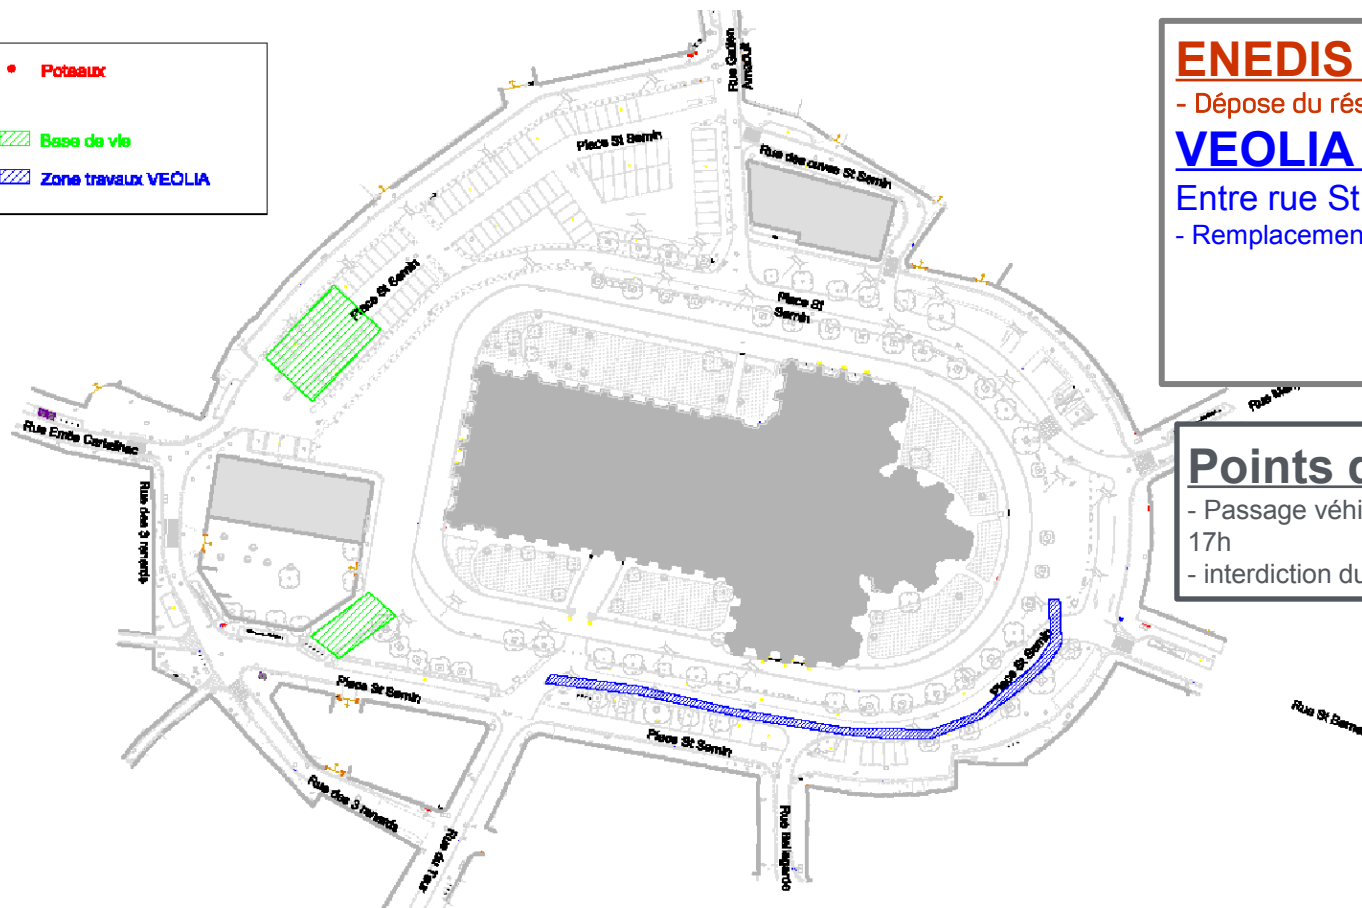 Poteaux
Base de vie
Zone travaux VEOLIA
ENEDIS
- Dépose du rés
VEOLIA
Entre rue St
- Remplacemen
Points d
- Passage véhi
17h
- interdiction du
Rue Gatien
Arnaoult
Place St Sernin
Rue des cuves St Sernin
Place St Sernin
Place St
Sernin
Rue Emile Cartailhac
Rue des 3 renards
Place St Sernin
Place St Sernin
Place St Sernin
Rue des 3 renards
Rue du Taur
Rue Bellegarde
Rue St Berna